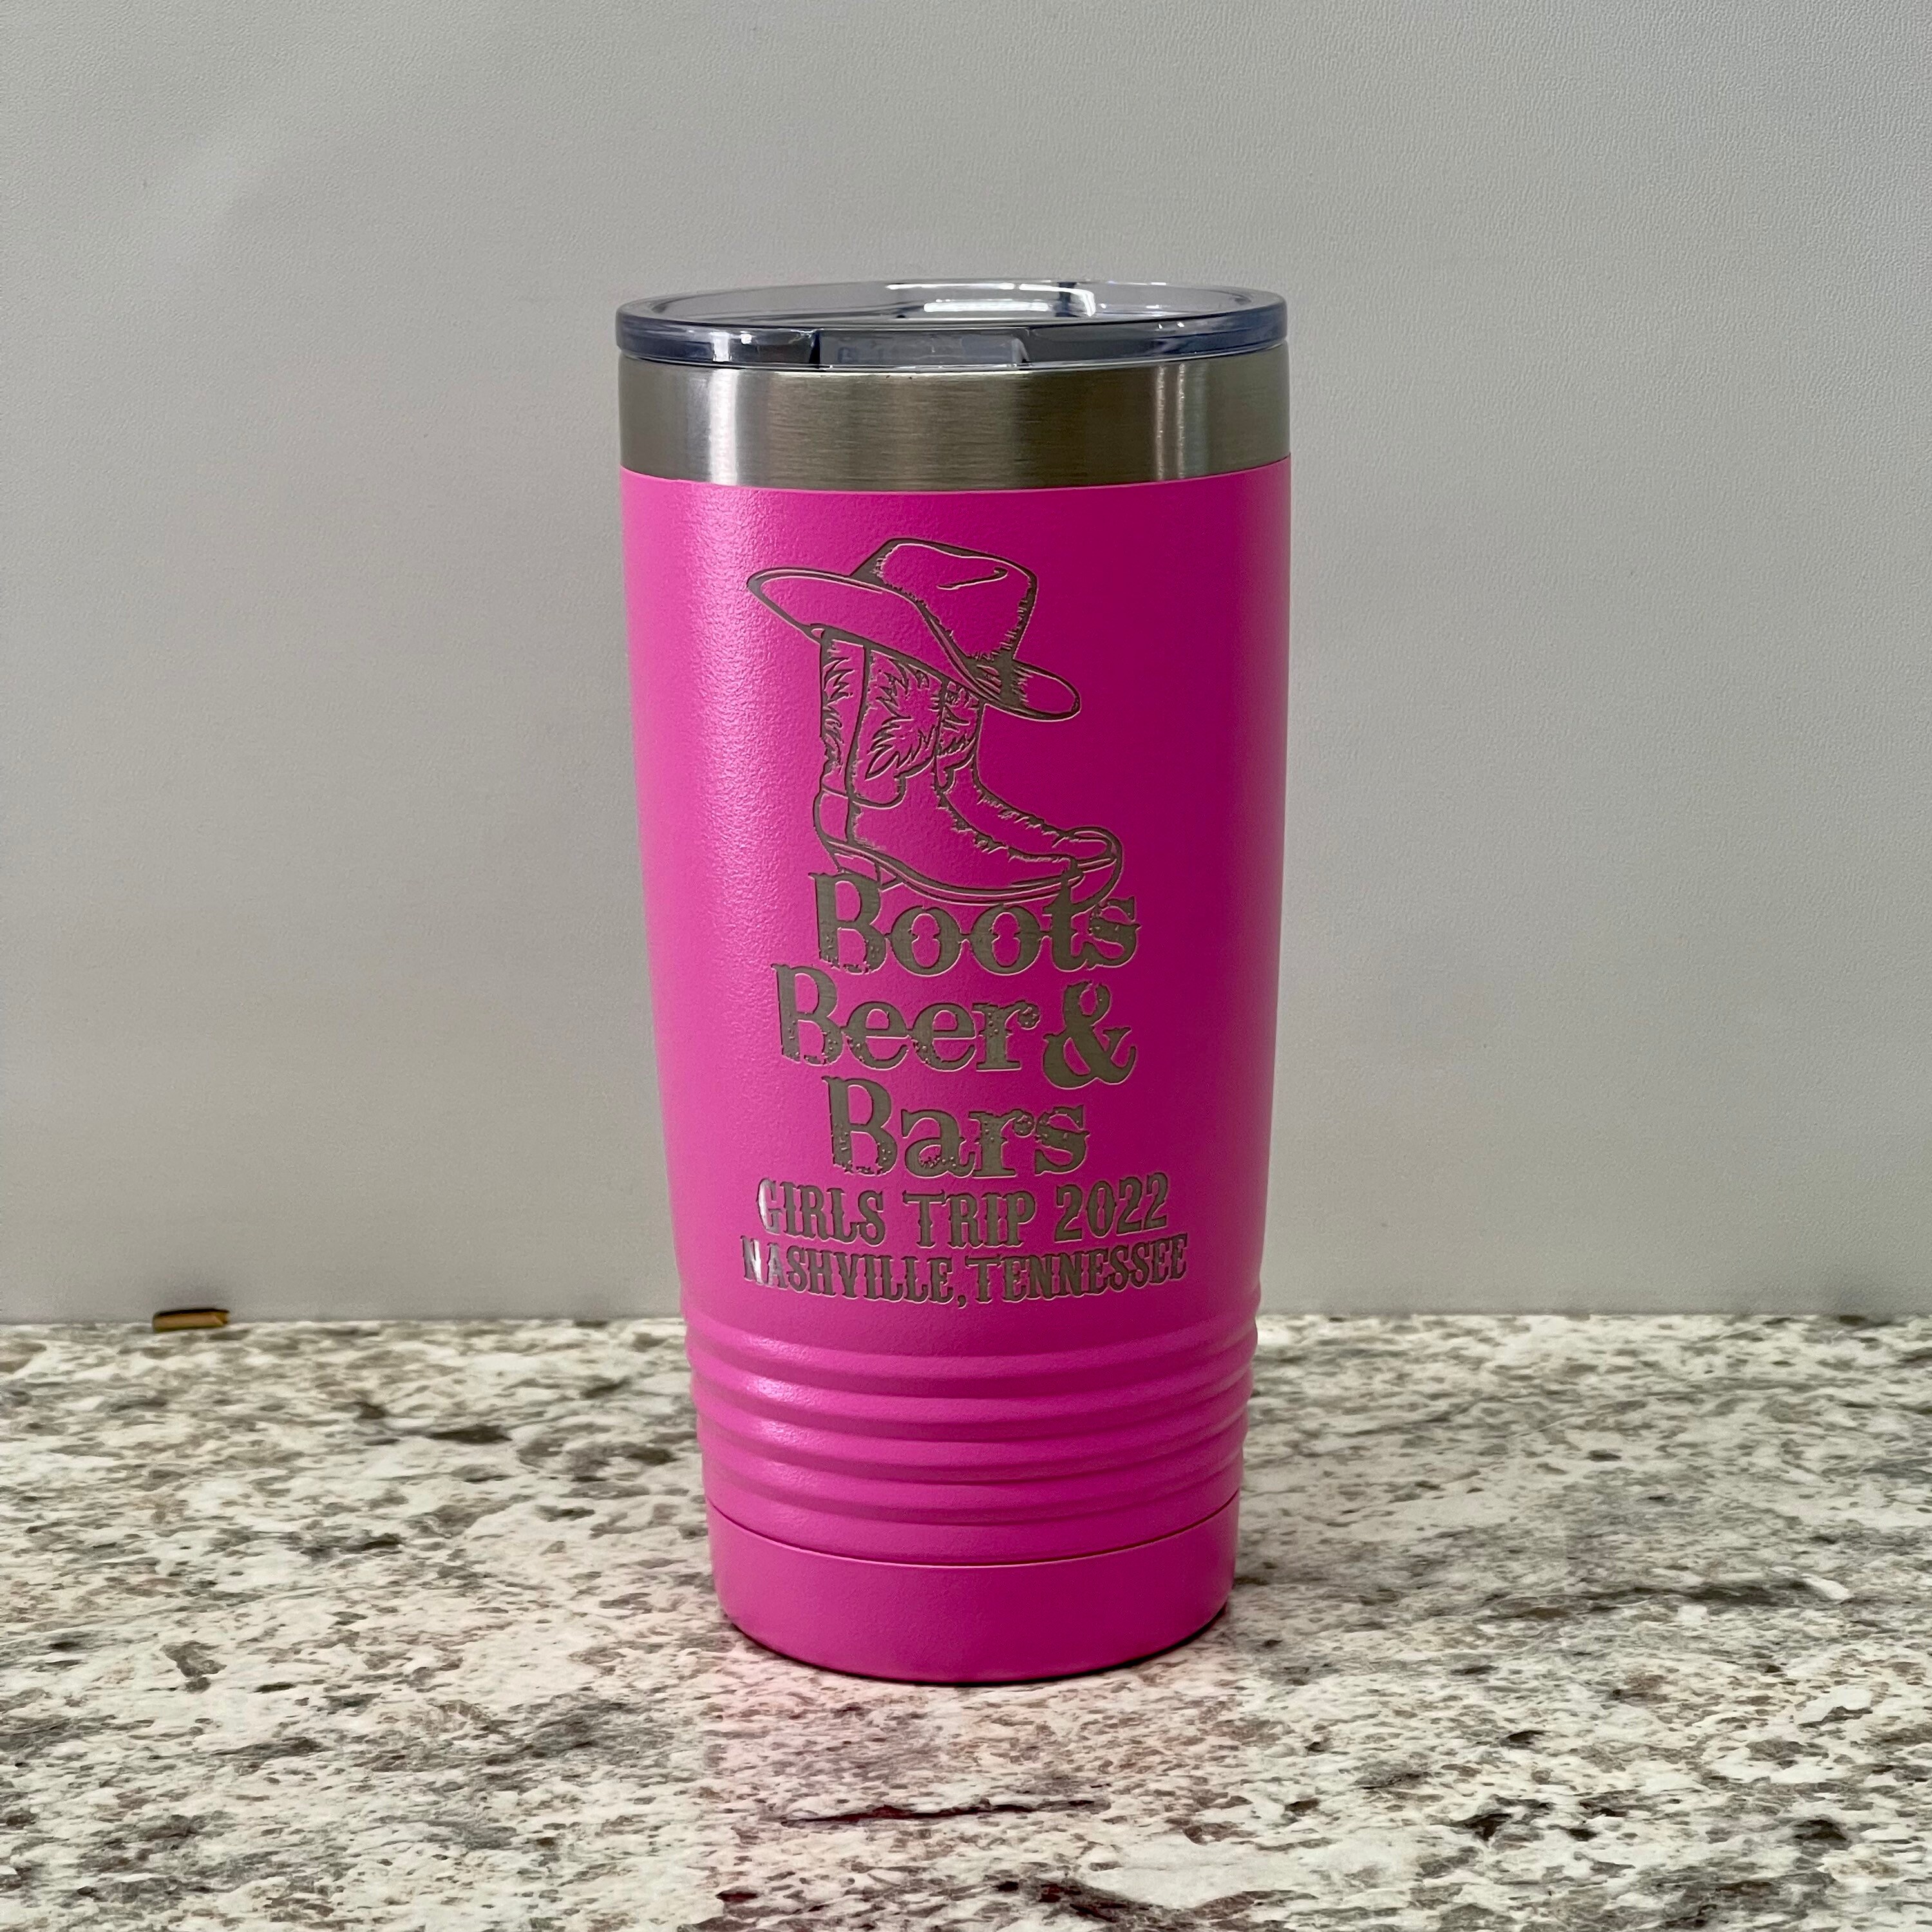 Boots
Beer &
Bars
GIRLS TRIP 2022
NASHVILLE, TENNESSEE